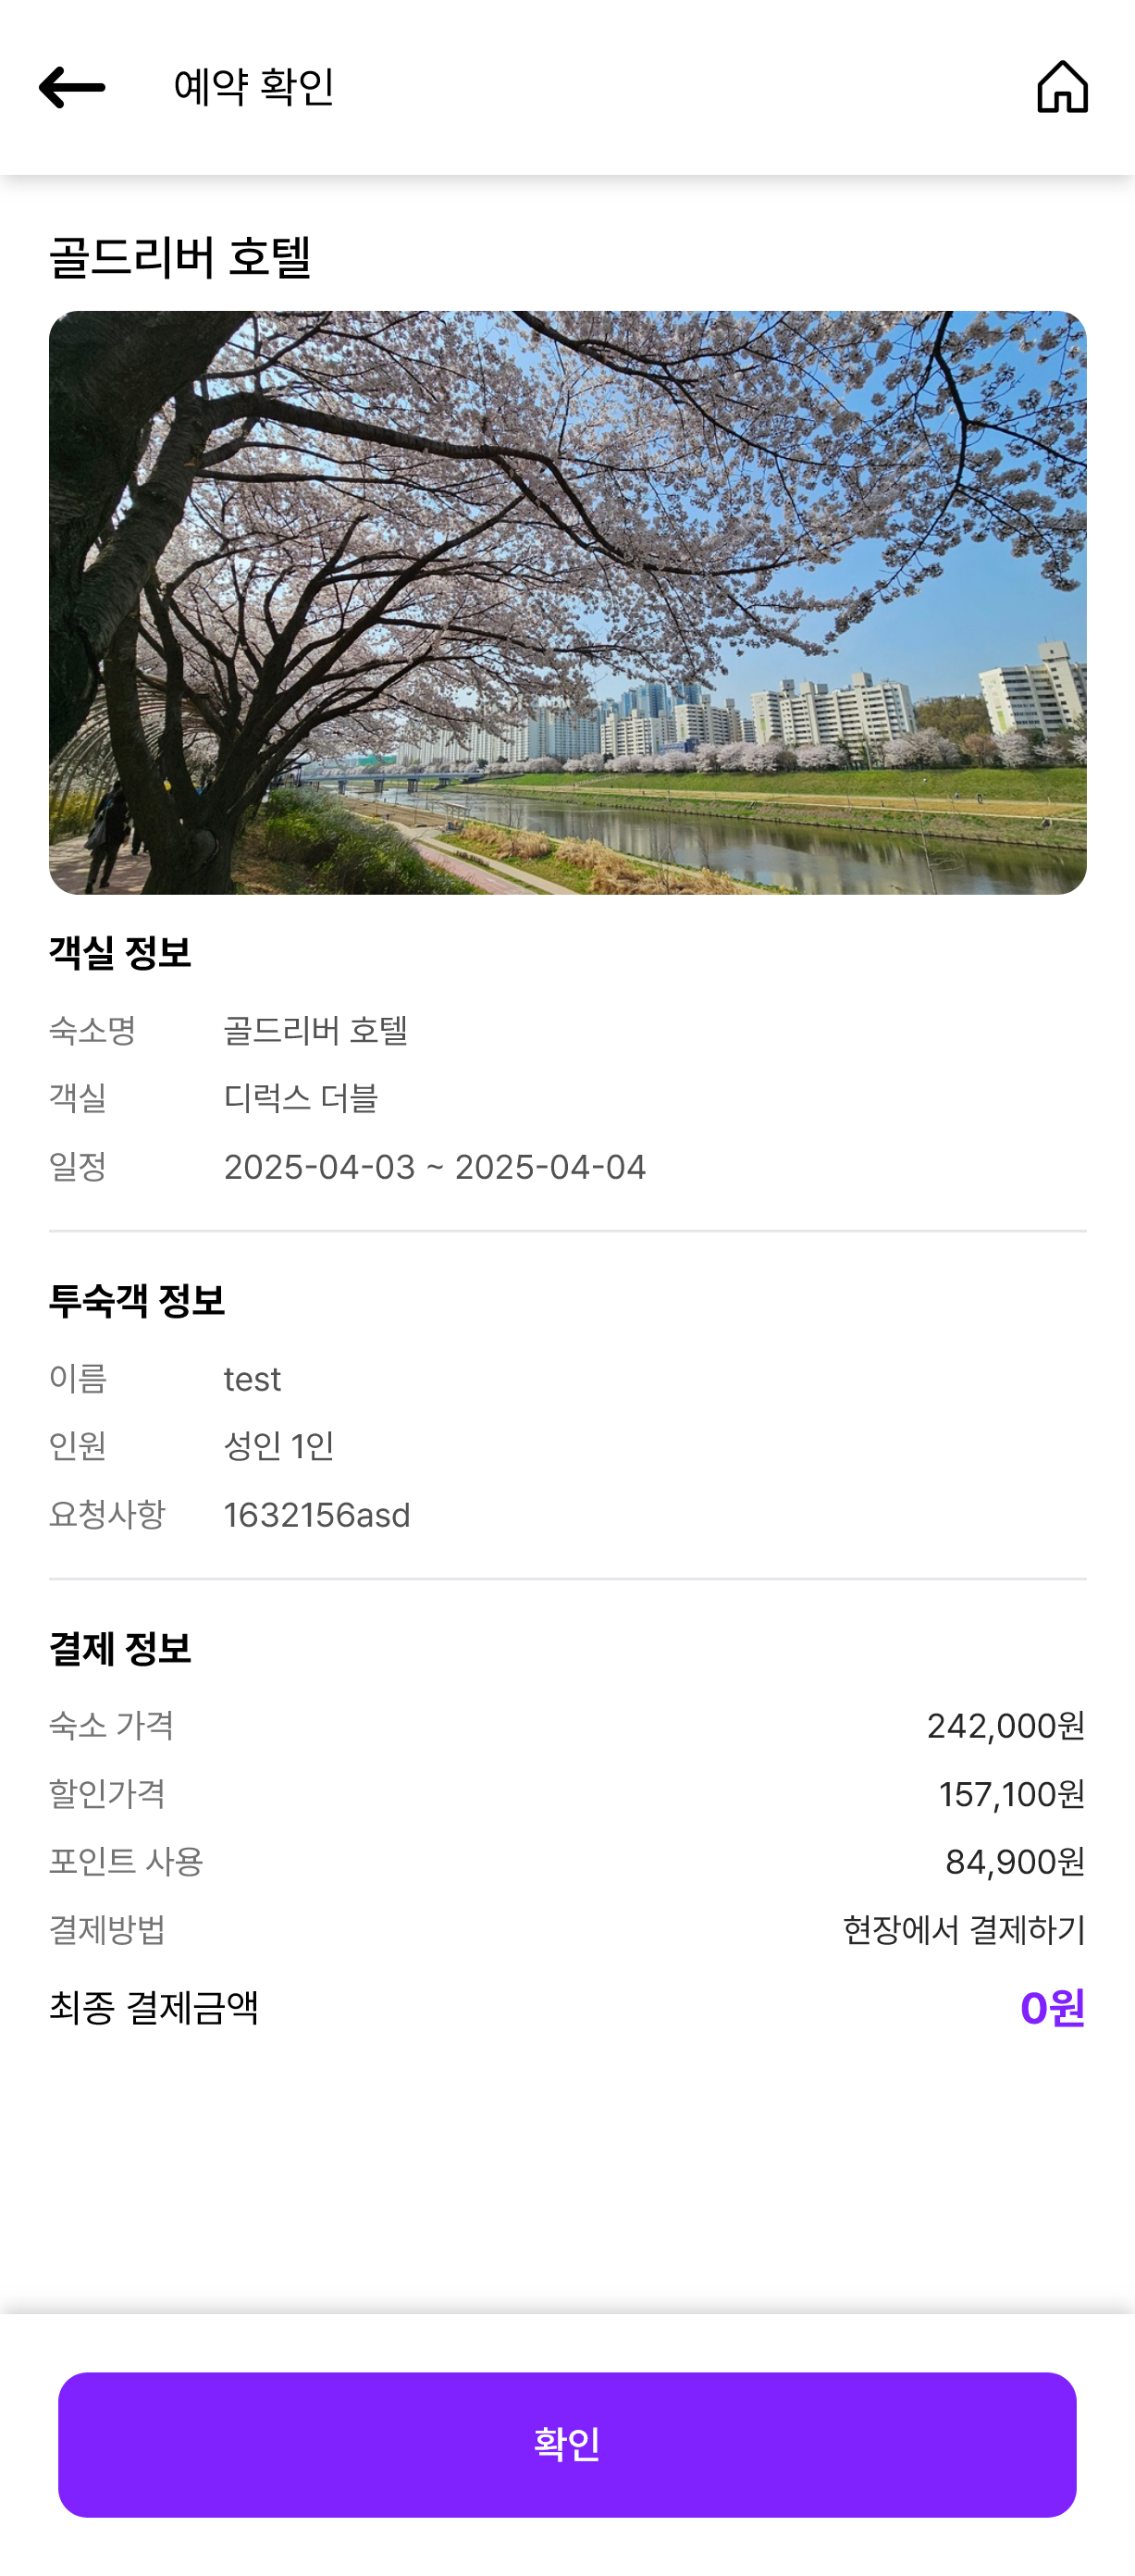 예약 확인
골드리버 호텔
객실 정보
숙소명 골드리버 호텔
객실 디럭스 더블
일정 2025-04-03 ~ 2025-04-04
투숙객 정보
이름 test
인원 성인 1인
요청사항 1632156asd
결제 정보
숙소 가격 242,000원
할인가격 157,100원
포인트 사용 84,900원
결제방법 현장에서 결제하기
최종 결제금액 0원
확인